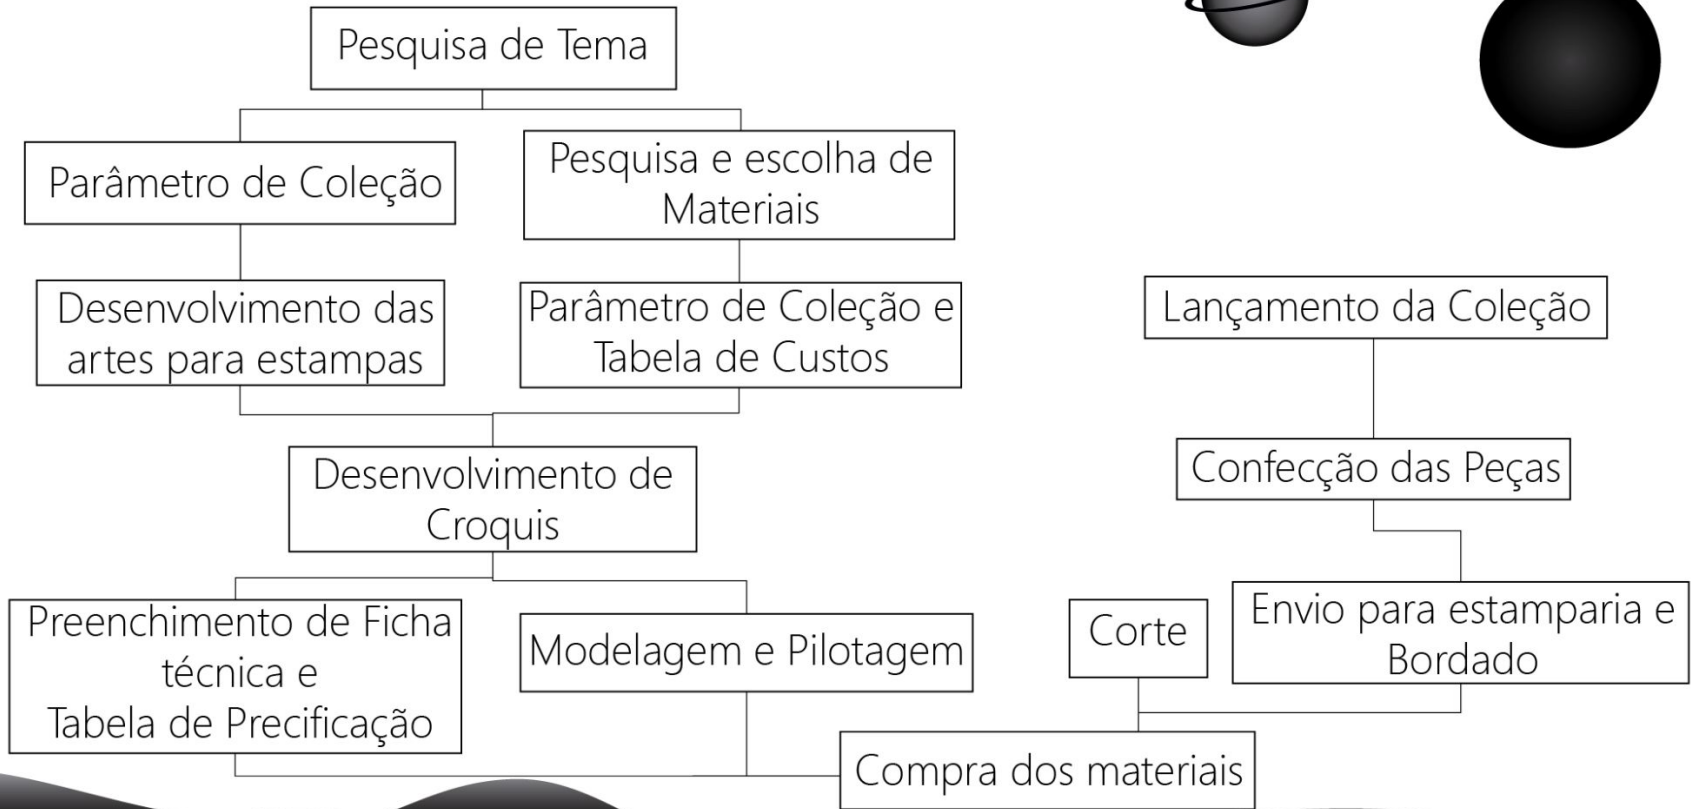 Pesquisa de Tema
Parâmetro de Coleção
Pesquisa e escolha de
Materiais
Desenvolvimento das
artes para estampas
Parâmetro de Coleção e
Tabela de Custos
Desenvolvimento de
Croquis
Preenchimento de Ficha
técnica e
Tabela de Precificação
Modelagem e Pilotagem
Compra dos materiais
Corte
Envio para estamparia e
Bordado
Confecção das Peças
Lançamento da Coleção